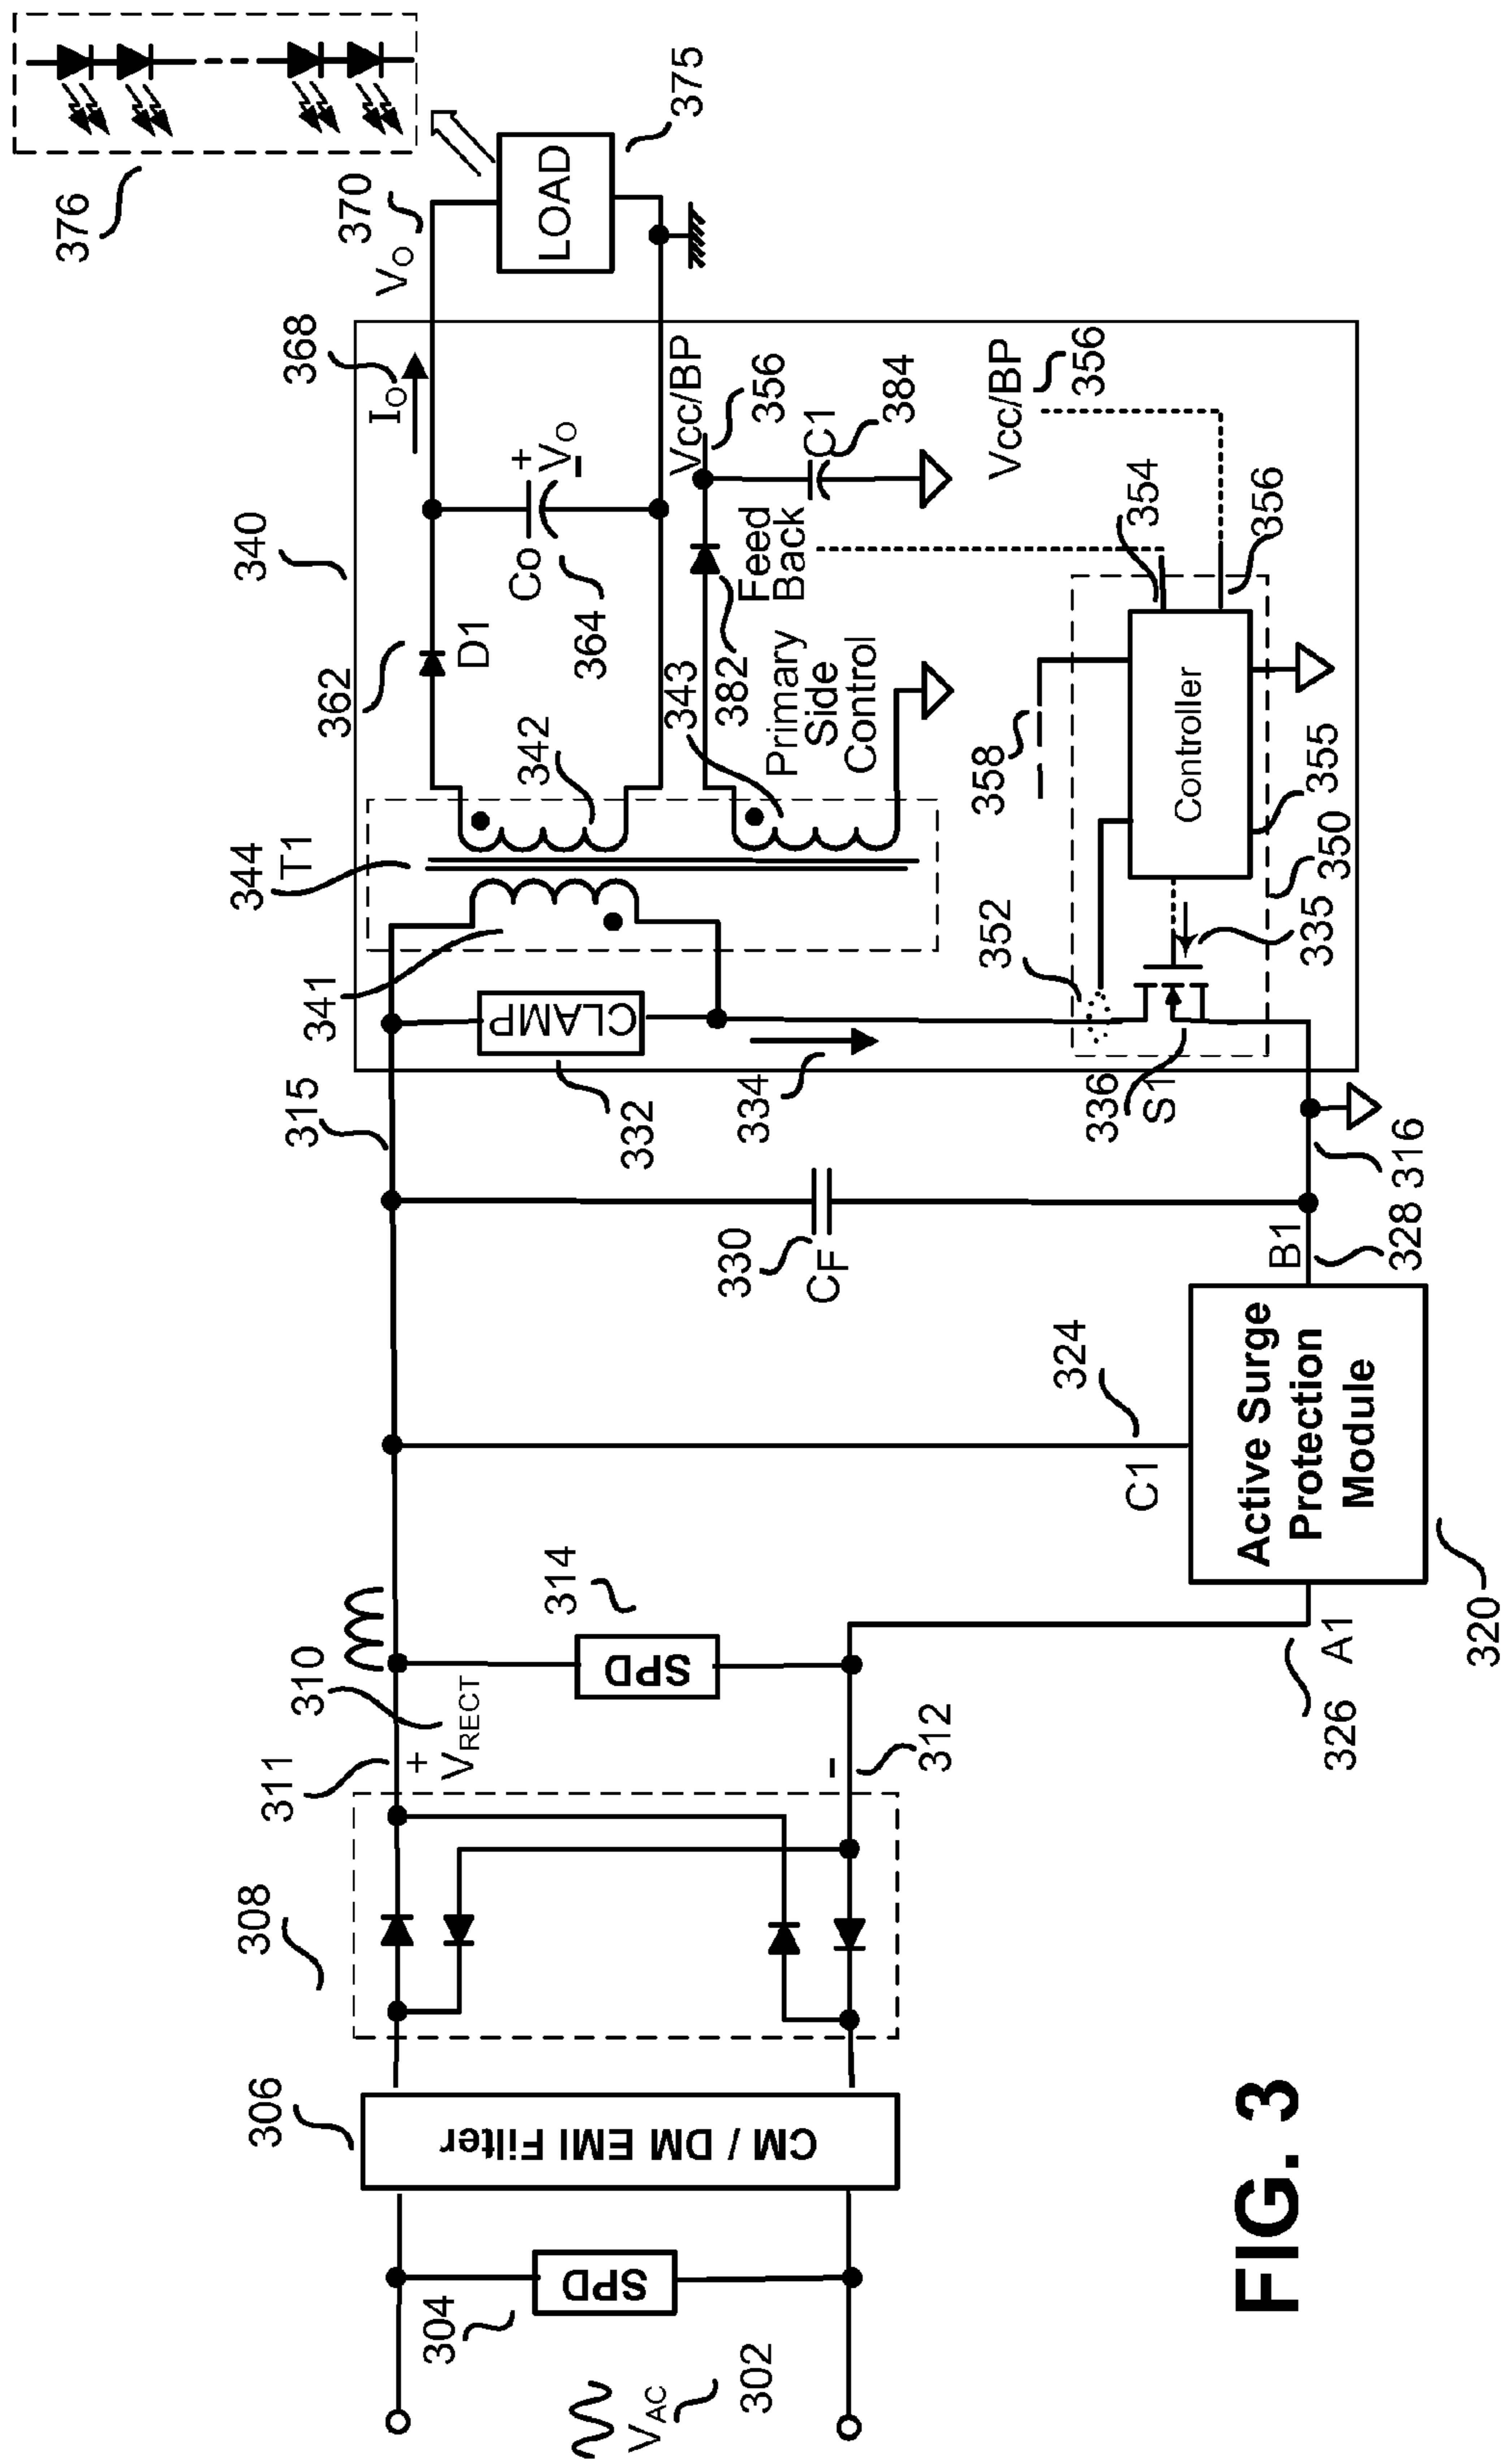 376
370
VO
375
LOAD
368
IO
340
362
D1
Co
364
+
VO
-
Vcc/BP
356
C1
384
Feed
Back
382
343
Primary
Side
Control
Vcc/BP
356
354
356
358
Controller
355
350
335
352
336
S1
344
T1
342
341
CLAMP
332
334
315
316
330
CF
B1
328
324
C1
Active Surge
Protection
Module
320
A1
326
314
SPD
310
VRECT
311
+
-
312
308
306
CM / DM EMI Filter
304
SPD
VAC
302
FIG. 3